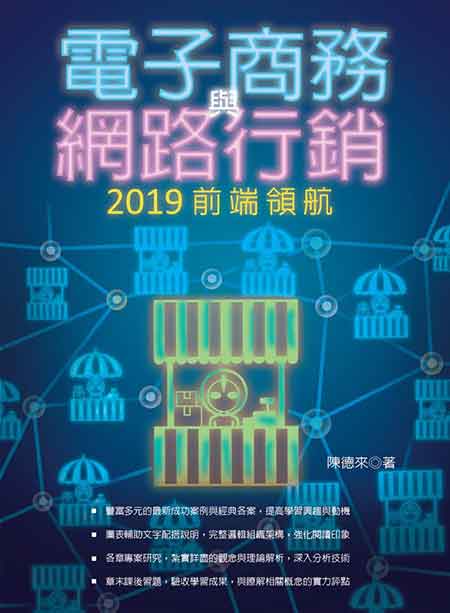 電子商務
與
網路行銷
2019 前端領航
陳德來◎著
■ 豐富多元的最新成功案例與經典各案，提高學習興趣與動機
■ 圖表輔助文字配搭說明，完整邏輯組織架構，強化閱讀印象
■ 各章專案研究，紮實詳盡的觀念與理論解析，深入分析技術
■ 章末課後習題，驗收學習成果，與瞭解相關概念的實力評點